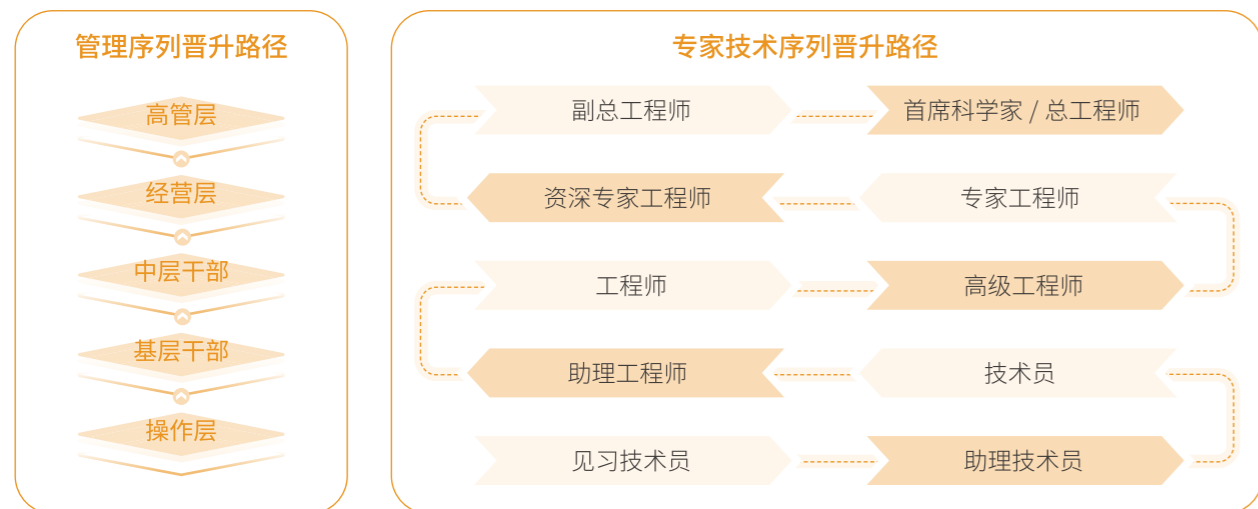 管理序列晋升路径
高管层
经营层
中层干部
基层干部
操作层
专家技术序列晋升路径
副总工程师
首席科学家 / 总工程师
资深专家工程师
专家工程师
工程师
高级工程师
助理工程师
技术员
见习技术员
助理技术员